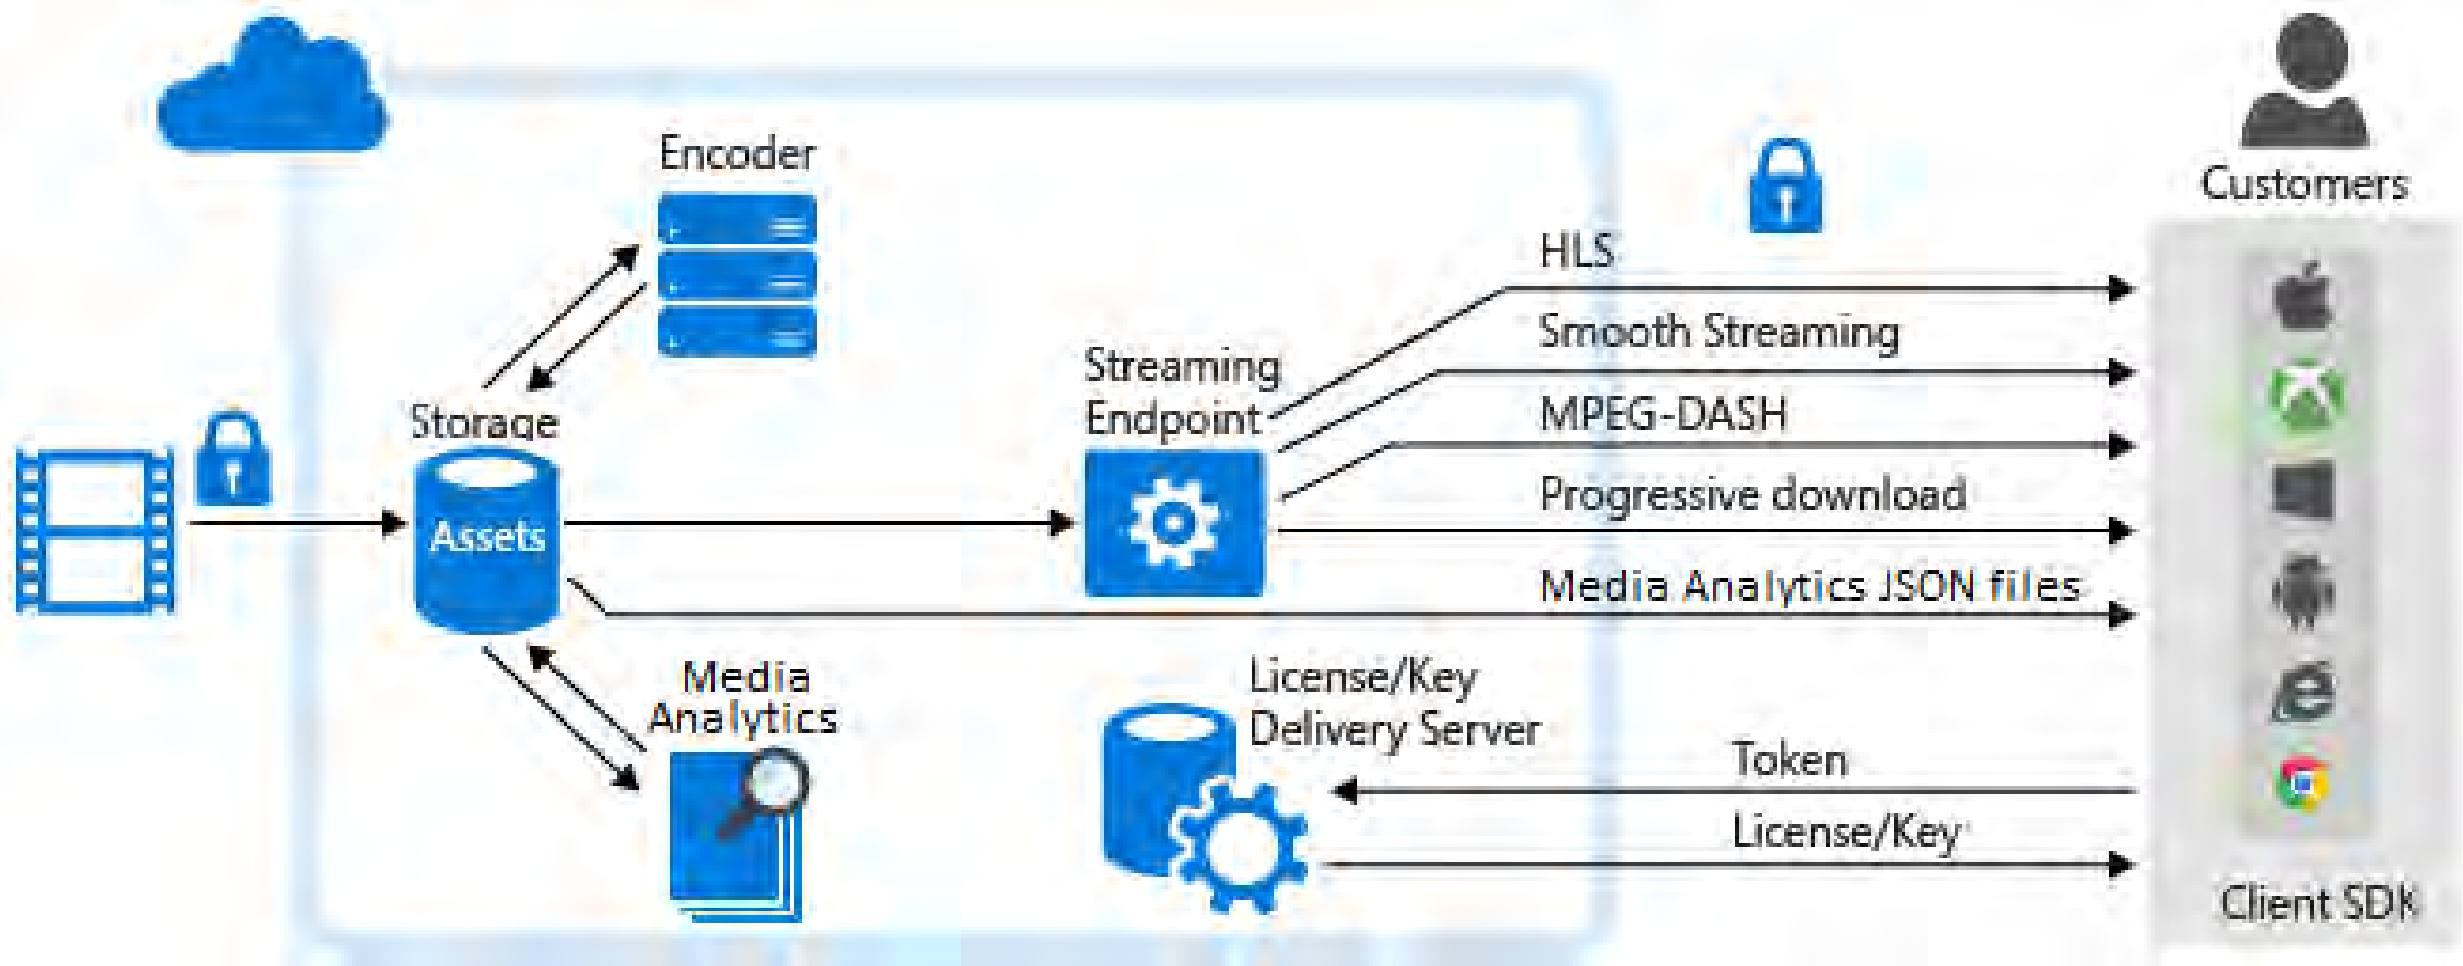 Encoder
Customers
HLS
Smooth Streaming
Streaming
Endpoint
MPEG-DASH
Storage
Assets
Progressive download
Media Analytics JSON files
Media
Analytics
License/Key
Delivery Server
Token
License/Key
Client SDK